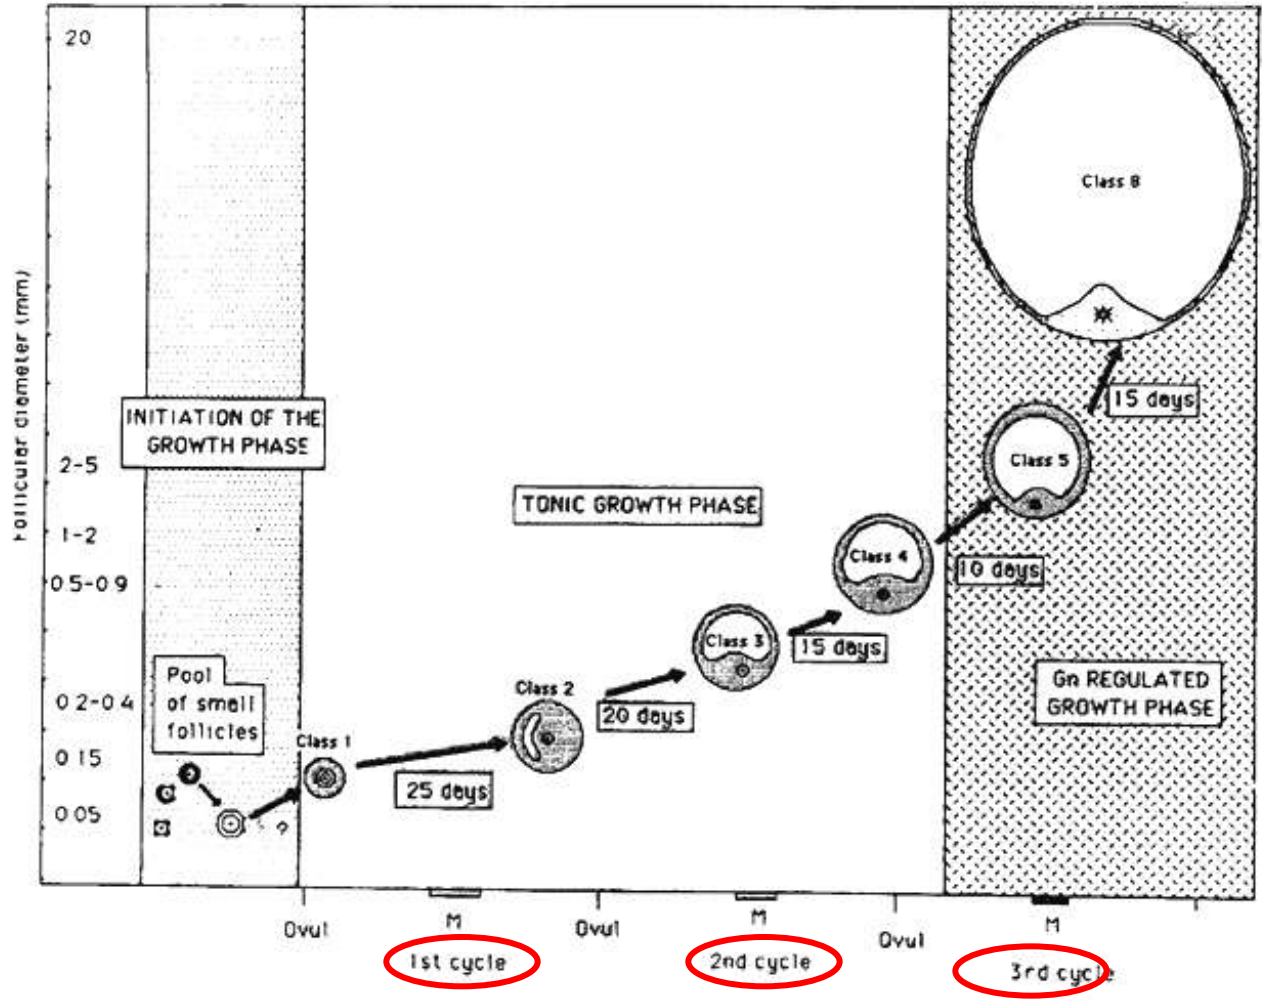 20
Follicular diameter (mm)
INITIATION OF THE
GROWTH PHASE
2-5
1-2
0.5-0.9
0.2-0.4
0.15
0.05
Pool
of small
follicles
Class 1
25 days
Class 2
20 days
TONIC GROWTH PHASE
Class 3
15 days
Class 4
10 days
Class 5
15 days
Class 8
Gn REGULATED
GROWTH PHASE
Ovul
M
Ovul
M
Ovul
M
1st cycle
2nd cycle
3rd cycle